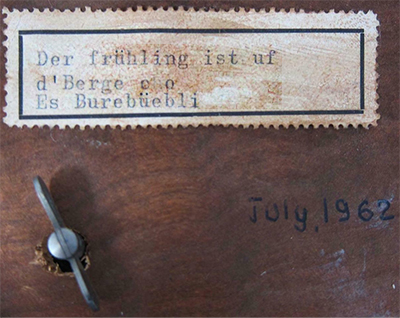 Der frühling ist uf
d'Berge o o
Es Burebüebli
July, 1962